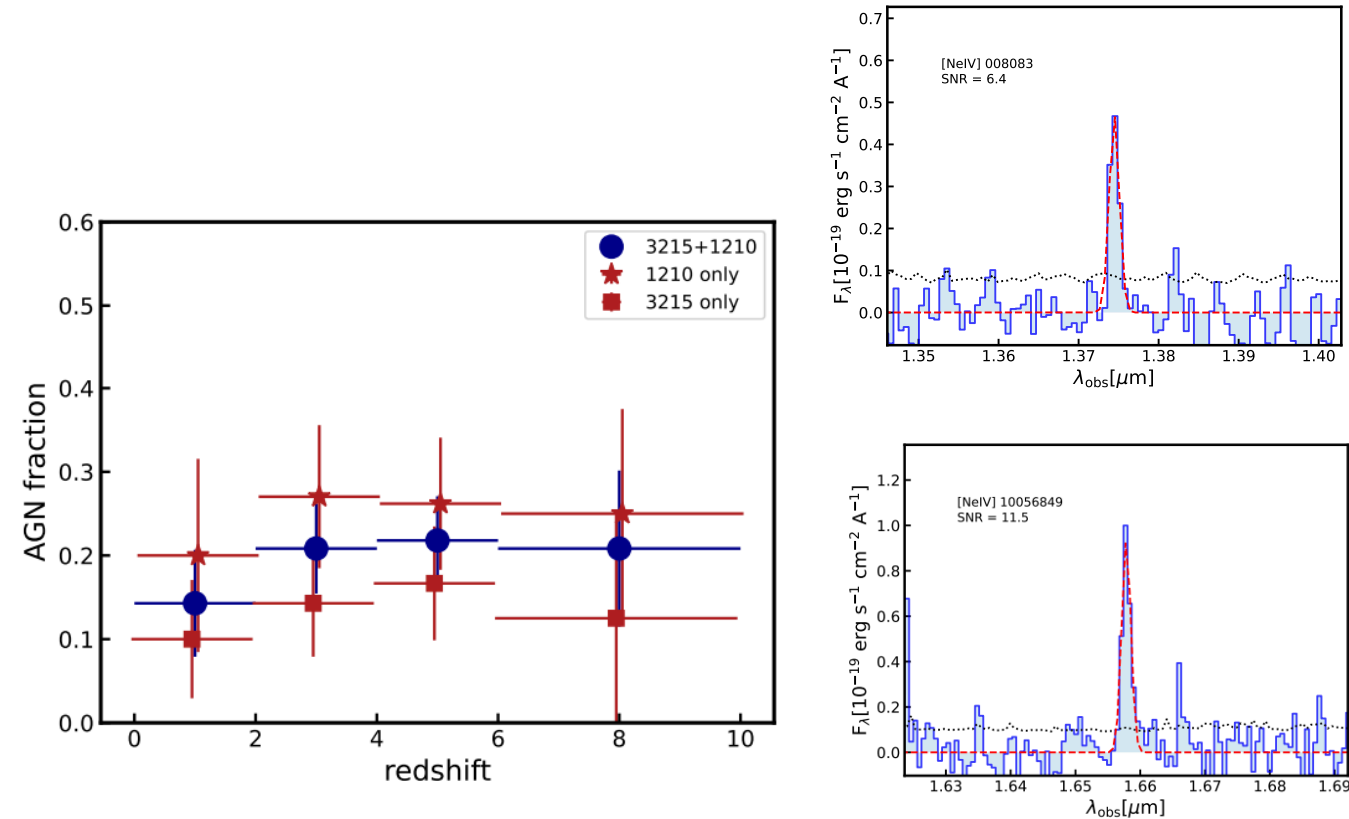 0.6
0.5
0.4
0.3
0.2
0.1
0.0
AGN fraction
0 2 4 6 8 10
redshift
3215+1210
1210 only
3215 only
0.7
0.6
0.5
0.4
0.3
0.2
0.1
0.0
F_λ[10⁻¹⁹ erg s⁻¹ cm⁻² A⁻¹]
[NeIV] 008083
SNR = 6.4
1.35 1.36 1.37 1.38 1.39 1.40
λ_obs[μm]
1.2
1.0
0.8
0.6
0.4
0.2
0.0
F_λ[10⁻¹⁹ erg s⁻¹ cm⁻² A⁻¹]
[NeIV] 10056849
SNR = 11.5
1.63 1.64 1.65 1.66 1.67 1.68 1.69
λ_obs[μm]